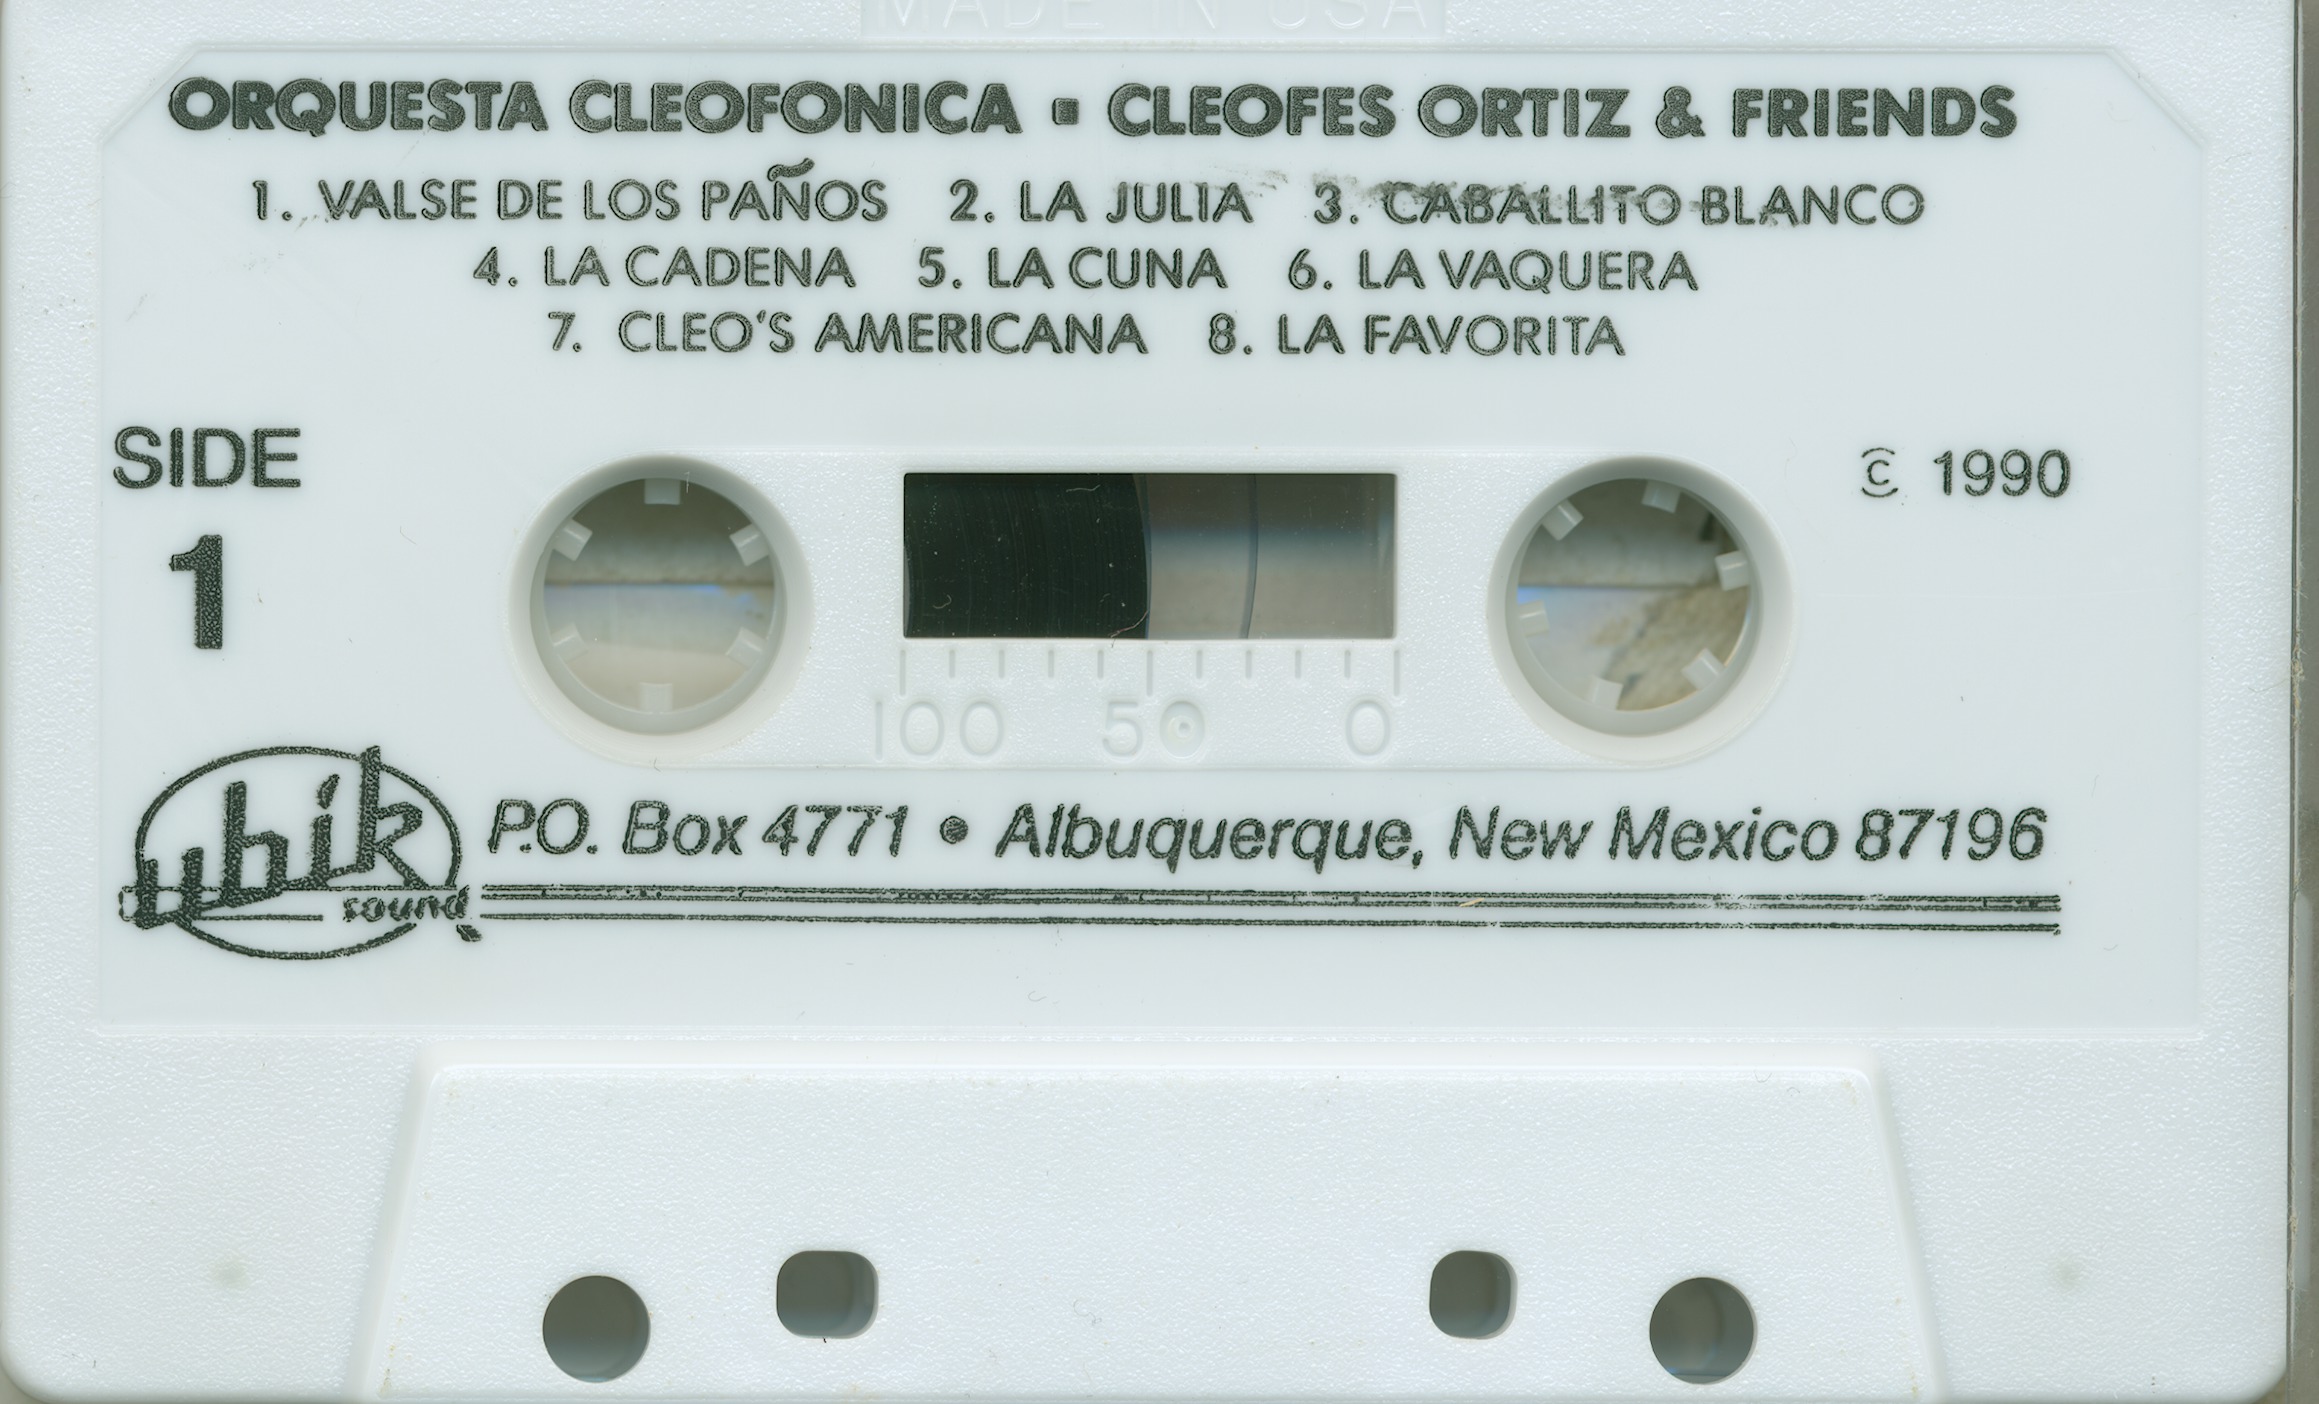 MADE IN USA
ORQUESTA CLEOFONICA ▪ CLEOFES ORTIZ & FRIENDS
1. VALSE DE LOS PAÑOS 2. LA JULIA 3. CABALLITO BLANCO
4. LA CADENA 5. LA CUNA 6. LA VAQUERA
7. CLEO'S AMERICANA 8. LA FAVORITA
SIDE
1
© 1990
100 50 0
ubik
sound
P.O. Box 4771 • Albuquerque, New Mexico 87196